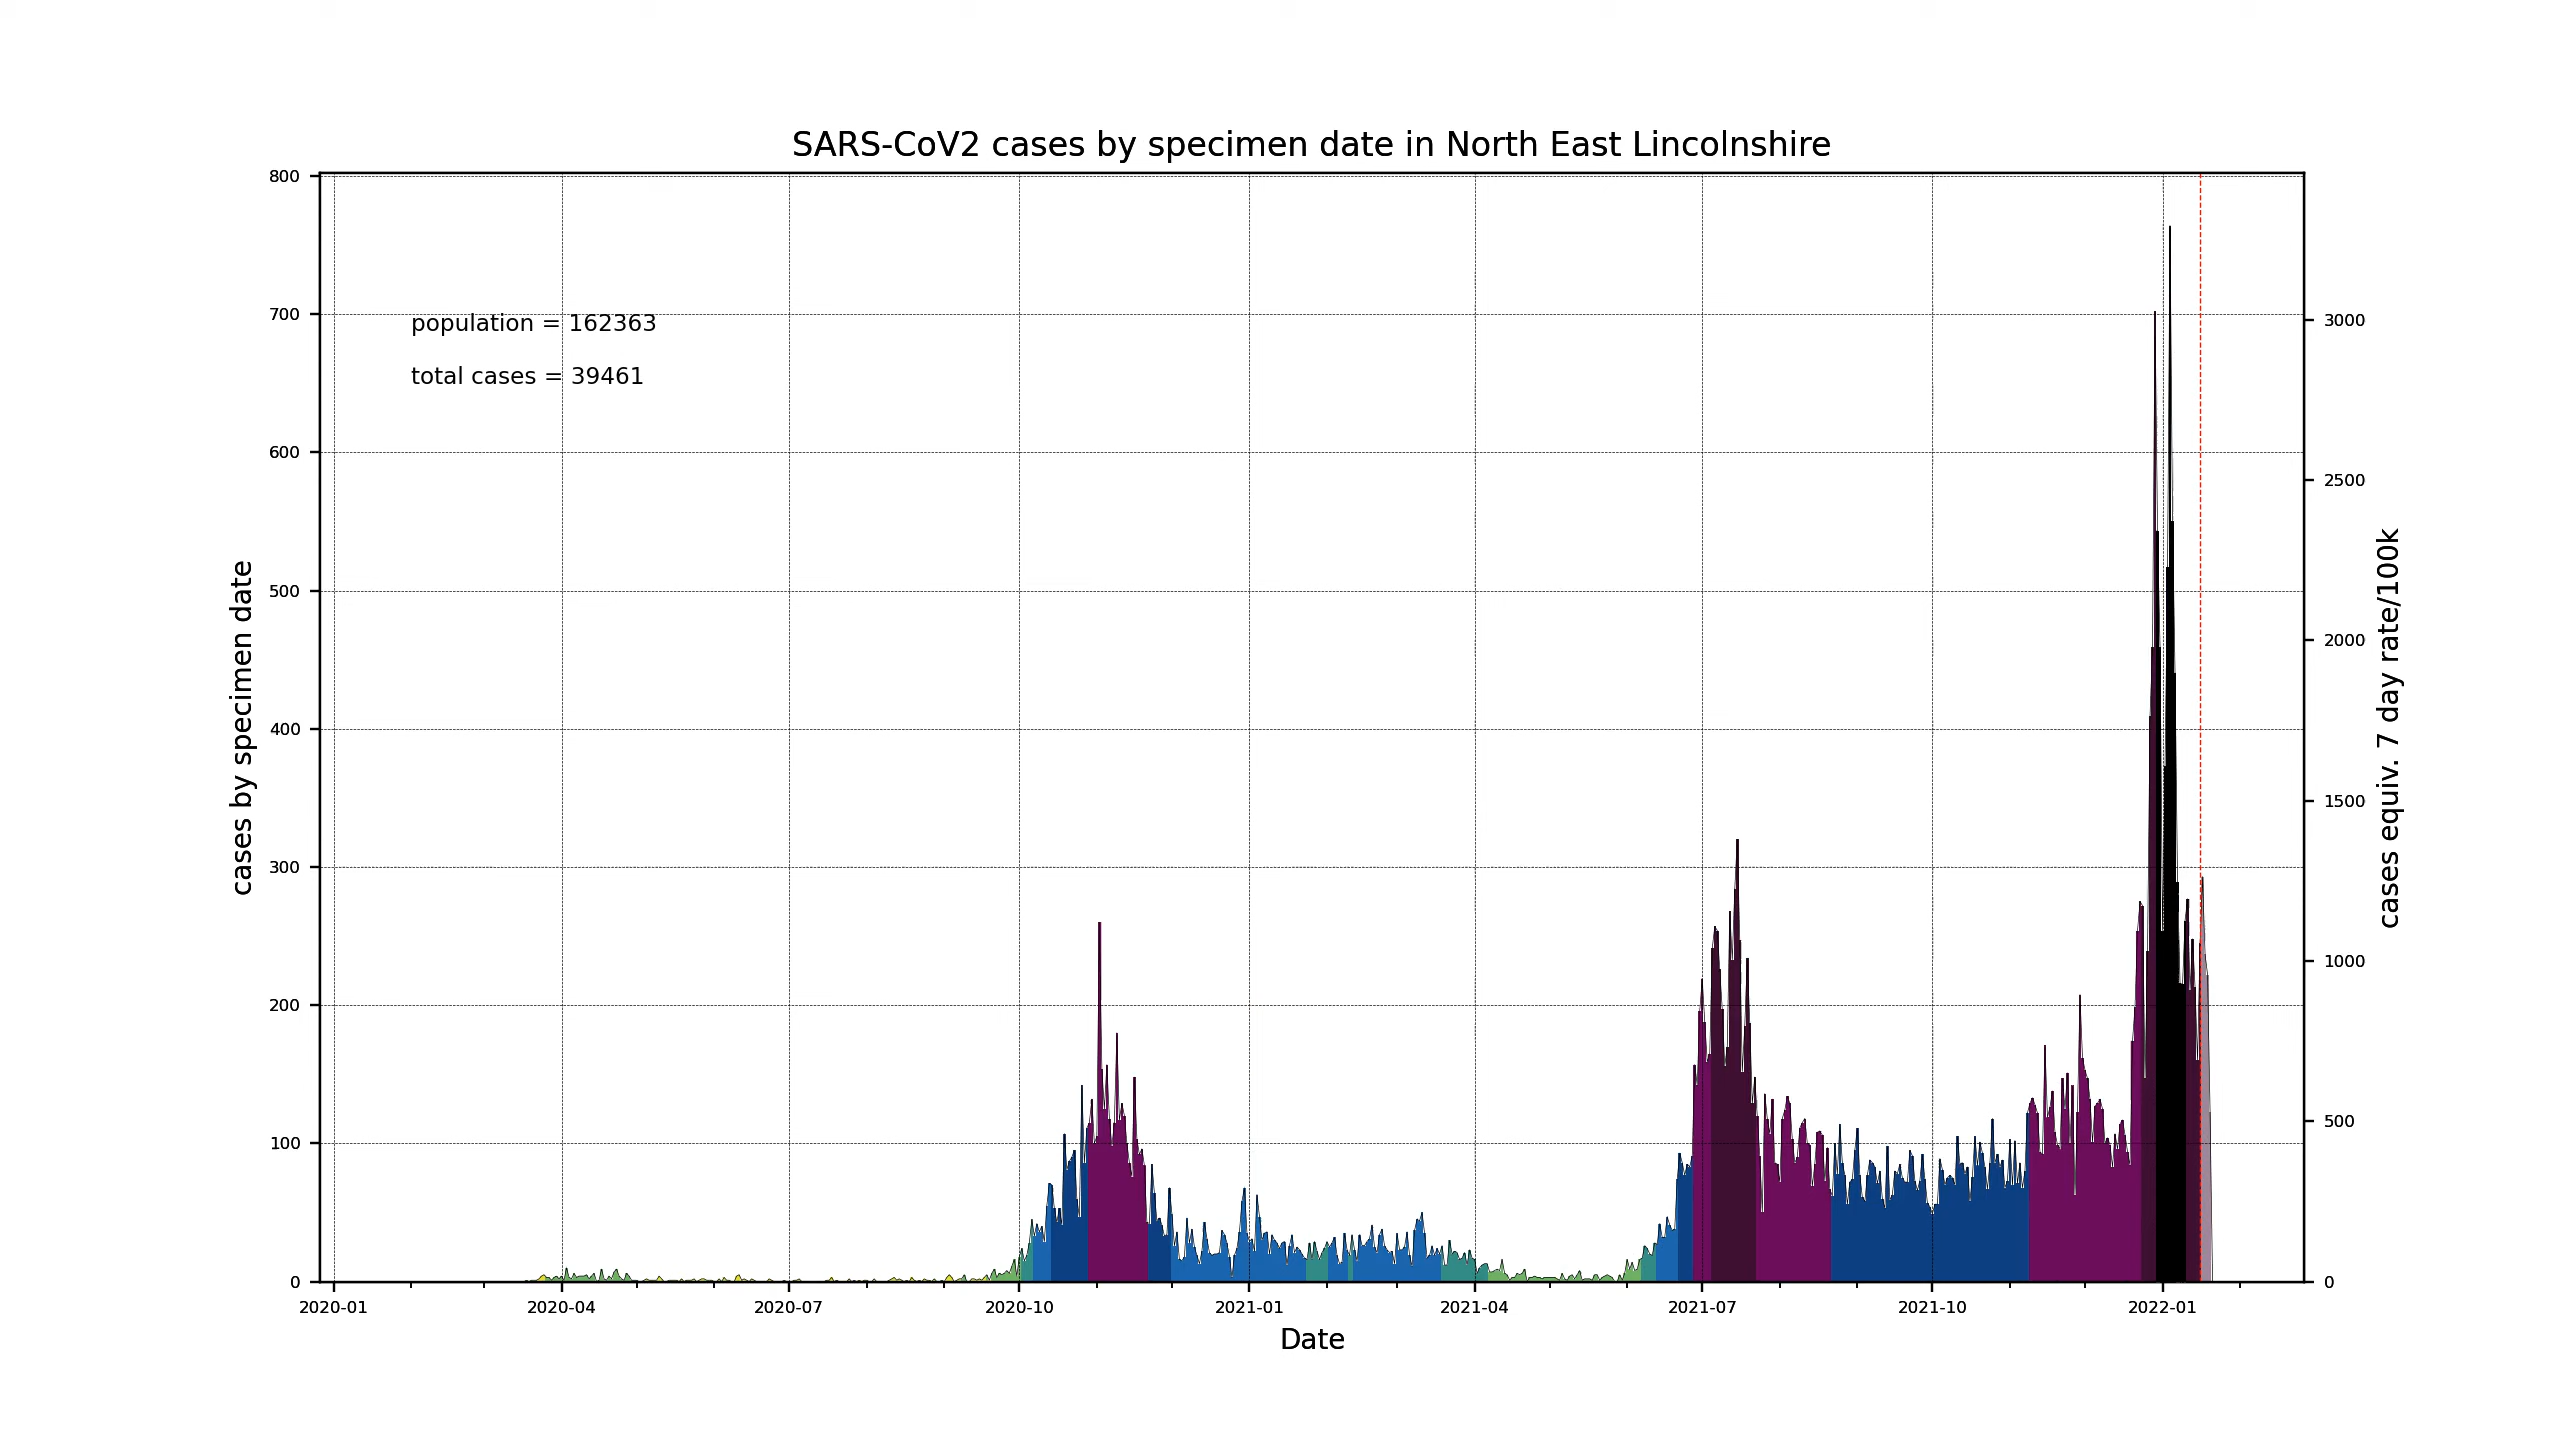 SARS-CoV2 cases by specimen date in North East Lincolnshire
800
700
600
500
400
300
200
100
0
cases by specimen date
population = 162363
total cases = 39461
3000
2500
2000
1500
1000
500
0
cases equiv. 7 day rate/100k
2020-01 2020-04 2020-07 2020-10 2021-01 2021-04 2021-07 2021-10 2022-01
Date